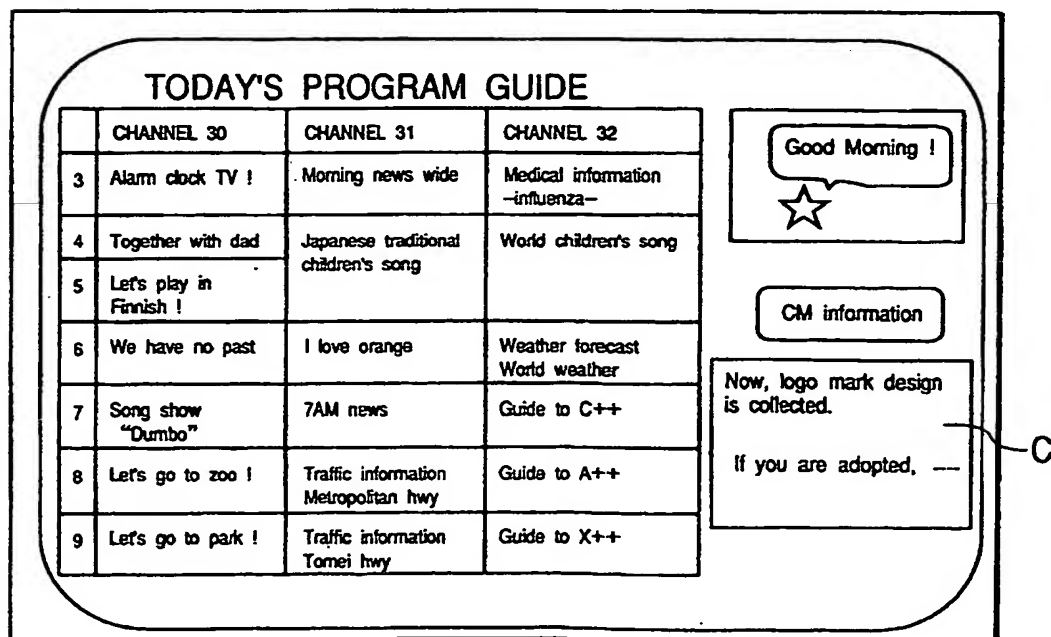 TODAY'S PROGRAM GUIDE
CHANNEL 30 CHANNEL 31 CHANNEL 32
3 Alarm clock TV ! Morning news wide Medical information
–influenza–
4 Together with dad Japanese traditional World children's song
children's song
5 Let's play in
Finnish !
6 We have no past I love orange Weather forecast
World weather
7 Song show 7AM news Guide to C++
"Dumbo"
8 Let's go to zoo ! Traffic information Guide to A++
Metropolitan hwy
9 Let's go to park ! Traffic information Guide to X++
Tomei hwy
Good Morning !
CM information
Now, logo mark design
is collected.
If you are adopted, ---
C